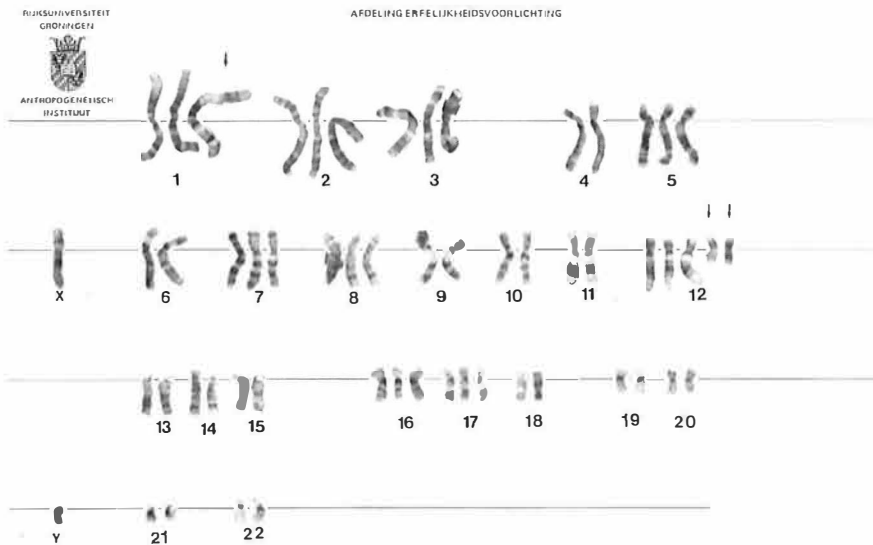 RIJKSUNIVERSITEIT
GRONINGEN
ANTHROPOGENETISCH
INSTITUUT
AFDELING ERFELIJKHEIDSVOORLICHTING
1 2 3 4 5
X 6 7 8 9 10 11 12
13 14 15 16 17 18 19 20
Y 21 22